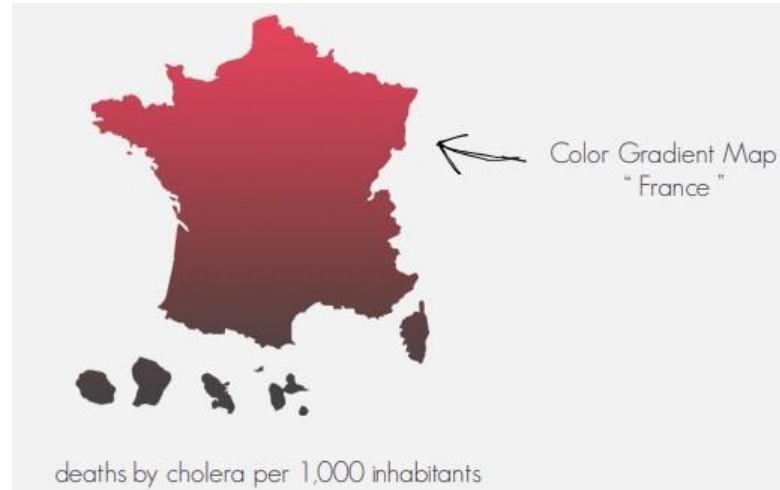 Color Gradient Map
“ France ”
deaths by cholera per 1,000 inhabitants